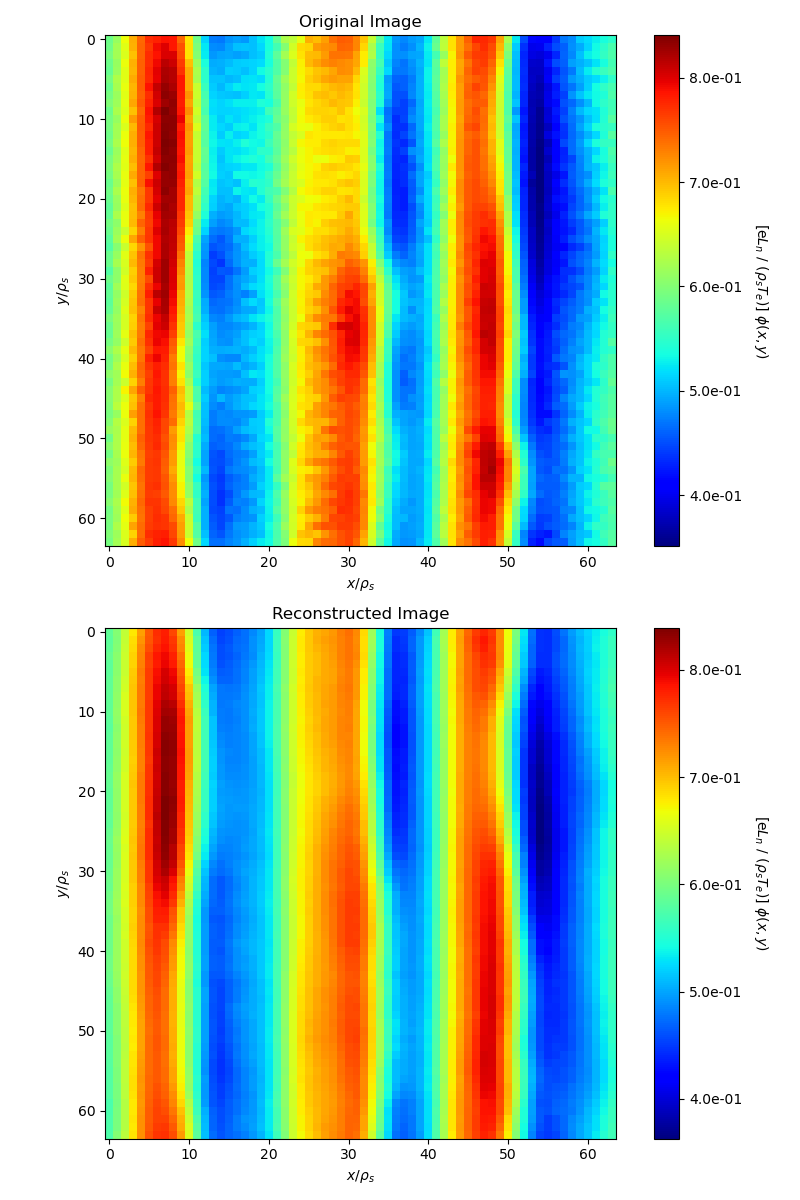 Original Image
0
10
20
30
40
50
60
y/ρₛ
0 10 20 30 40 50 60
x/ρₛ
8.0e-01
7.0e-01
6.0e-01
5.0e-01
4.0e-01
[eLₙ / (ρₛTₑ)] ϕ(x, y)
Reconstructed Image
0
10
20
30
40
50
60
y/ρₛ
0 10 20 30 40 50 60
x/ρₛ
8.0e-01
7.0e-01
6.0e-01
5.0e-01
4.0e-01
[eLₙ / (ρₛTₑ)] ϕ(x, y)